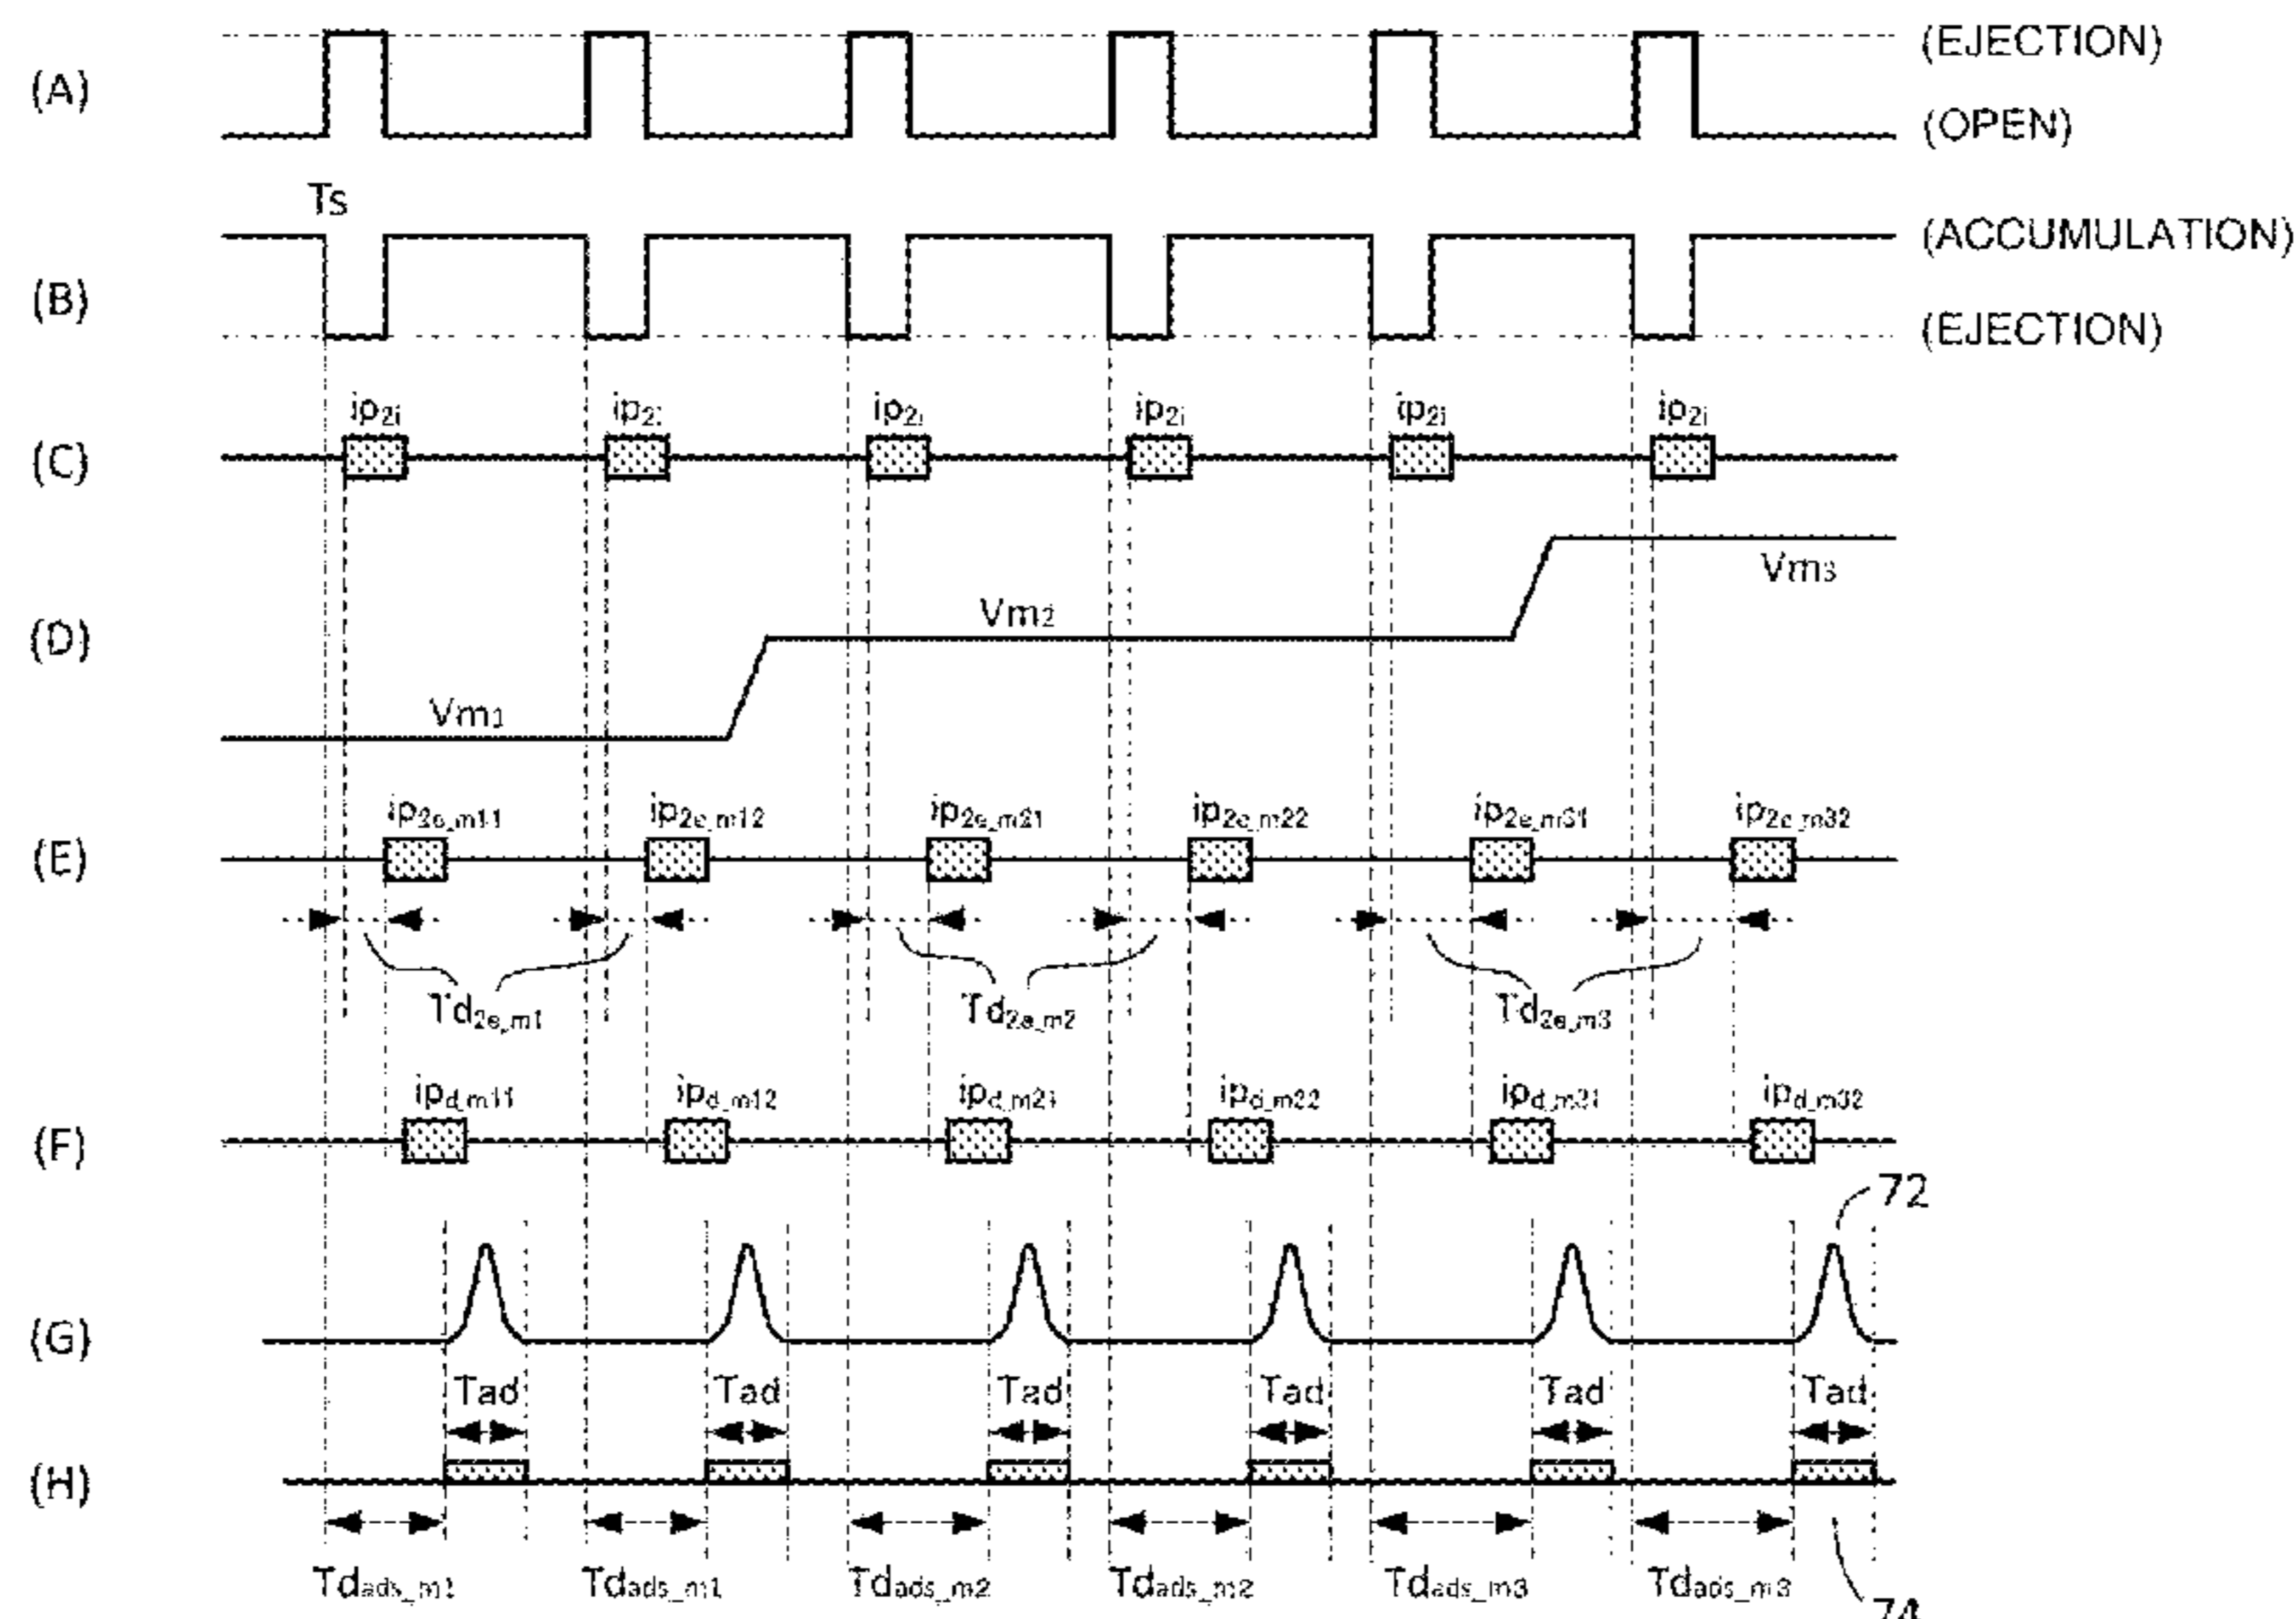 (A)
(EJECTION)
(OPEN)
Ts
(B)
(ACCUMULATION)
(EJECTION)
(C)
ip2i ip2i ip2i ip2i ip2i ip2i
(D)
Vm1
Vm2
Vm3
(E)
ip2e_m11 ip2e_m12 ip2e_m21 ip2e_m22 ip2e_m31 ip2e_m32
Td2e_m1 Td2e_m2 Td2e_m3
(F)
ipd_m11 ipd_m12 ipd_m21 ipd_m22 ipd_m31 ipd_m32
72
(G)
Tad Tad Tad Tad Tad Tad
(H)
Tdads_m1 Tdads_m1 Tdads_m2 Tdads_m2 Tdads_m3 Tdads_m3
74